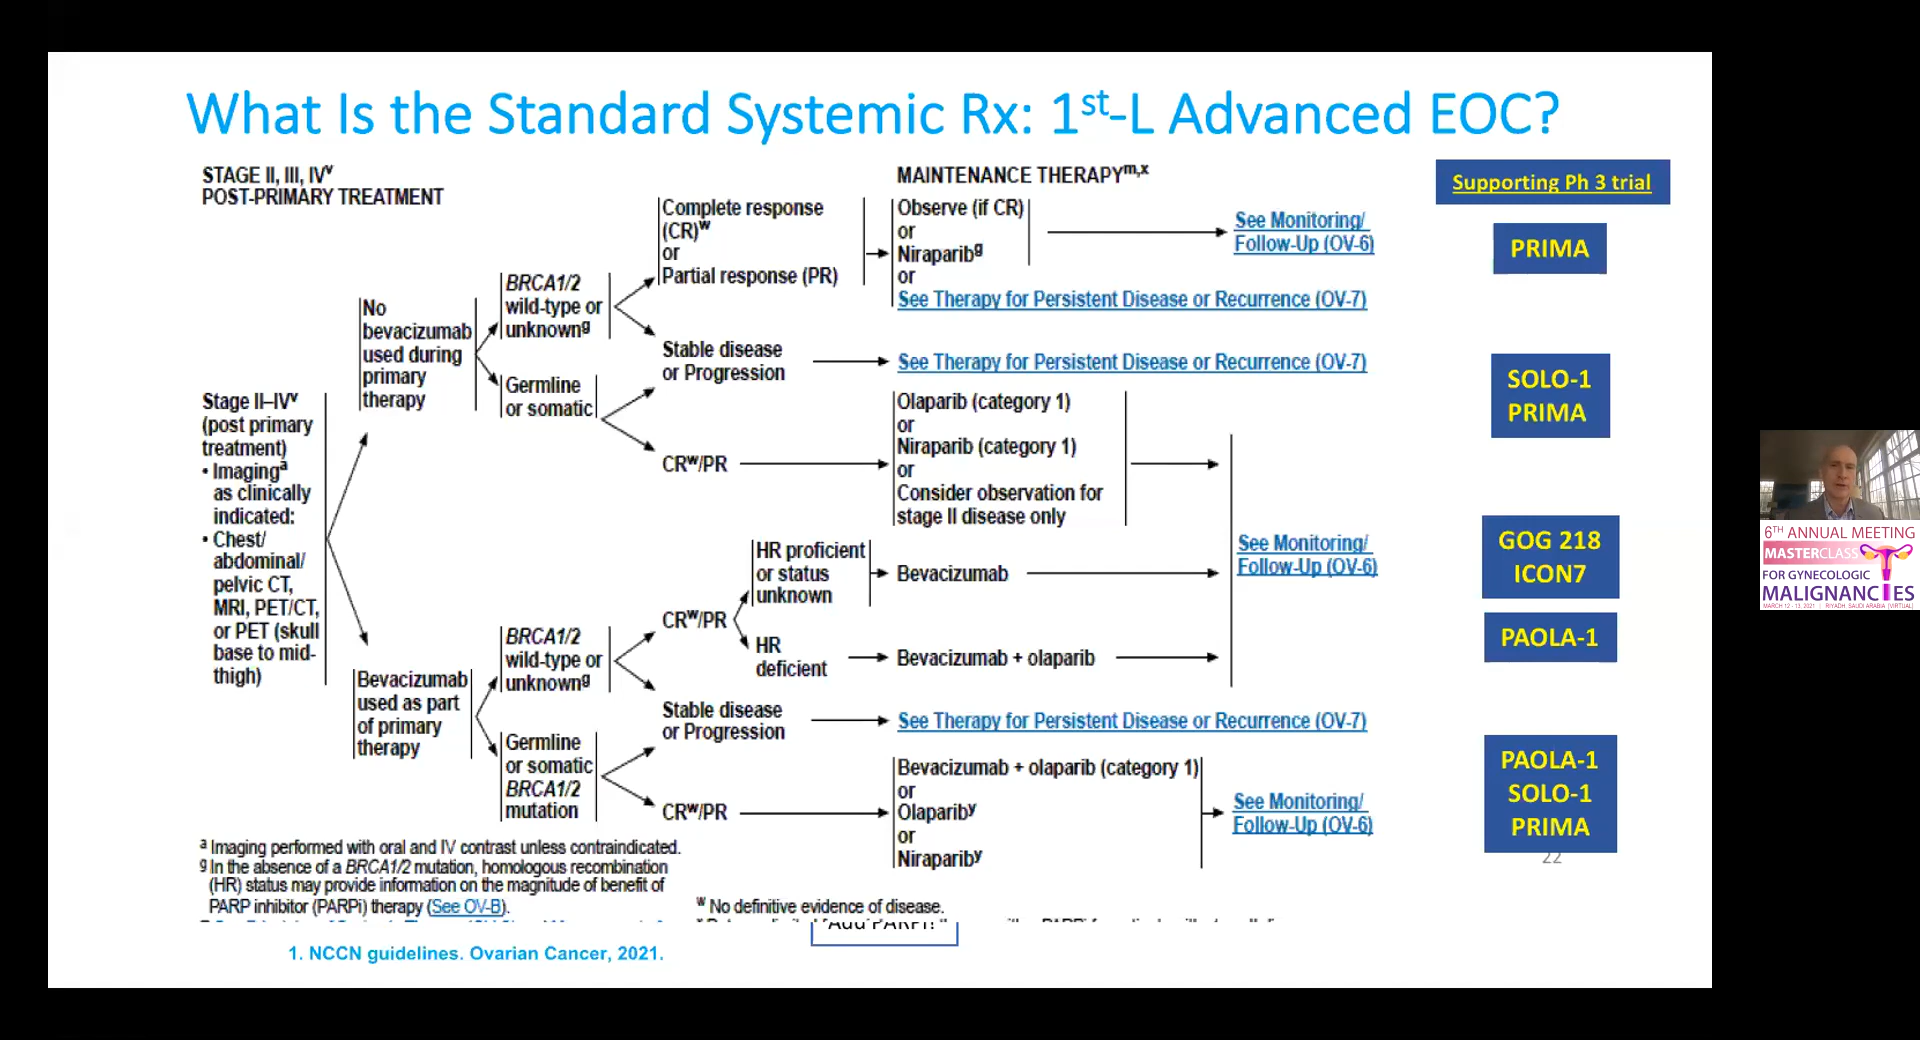 What Is the Standard Systemic Rx: 1st-L Advanced EOC?
STAGE II, III, IVv
POST-PRIMARY TREATMENT
MAINTENANCE THERAPYm,x
Supporting Ph 3 trial
Stage II–IVv
(post primary
treatment)
• Imaginga
as clinically
indicated:
• Chest/
abdominal/
pelvic CT,
MRI, PET/CT,
or PET (skull
base to mid-
thigh)
No
bevacizumab
used during
primary
therapy
BRCA1/2
wild-type or
unknowng
Germline
or somatic
Complete response
(CR)w
or
Partial response (PR)
Stable disease
or Progression
CRw/PR
Observe (if CR)
or
Niraparibg
or
See Therapy for Persistent Disease or Recurrence (OV-7)
See Monitoring/
Follow-Up (OV-6)
PRIMA
See Therapy for Persistent Disease or Recurrence (OV-7)
Olaparib (category 1)
or
Niraparib (category 1)
or
Consider observation for
stage II disease only
SOLO-1
PRIMA
Bevacizumab
used as part
of primary
therapy
BRCA1/2
wild-type or
unknowng
Germline
or somatic
BRCA1/2
mutation
CRw/PR
HR proficient
or status
unknown
Bevacizumab
HR
deficient
Bevacizumab + olaparib
See Monitoring/
Follow-Up (OV-6)
GOG 218
ICON7
PAOLA-1
Stable disease
or Progression
See Therapy for Persistent Disease or Recurrence (OV-7)
CRw/PR
Bevacizumab + olaparib (category 1)
or
Olapariby
or
Nirapariby
See Monitoring/
Follow-Up (OV-6)
PAOLA-1
SOLO-1
PRIMA
22
a Imaging performed with oral and IV contrast unless contraindicated.
g In the absence of a BRCA1/2 mutation, homologous recombination
(HR) status may provide information on the magnitude of benefit of
PARP inhibitor (PARPi) therapy (See OV-B).
w No definitive evidence of disease.
Add PARPi?
1. NCCN guidelines. Ovarian Cancer, 2021.
6TH ANNUAL MEETING
MASTERCLASS
FOR GYNECOLOGIC
MALIGNANCIES
MARCH 12 - 13, 2021 | RIYADH, SAUDI ARABIA (VIRTUAL)